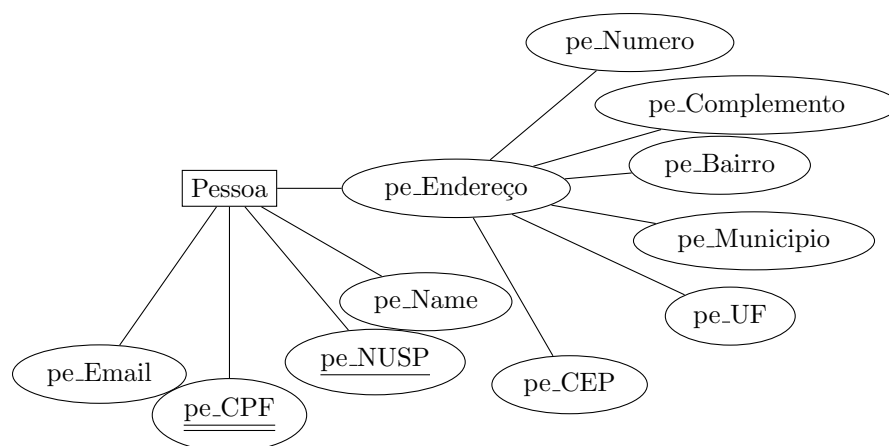 pe_Numero
pe_Complemento
pe_Bairro
Pessoa
pe_Endereço
pe_Municipio
pe_Name
pe_UF
pe_NUSP
pe_Email
pe_CEP
pe_CPF